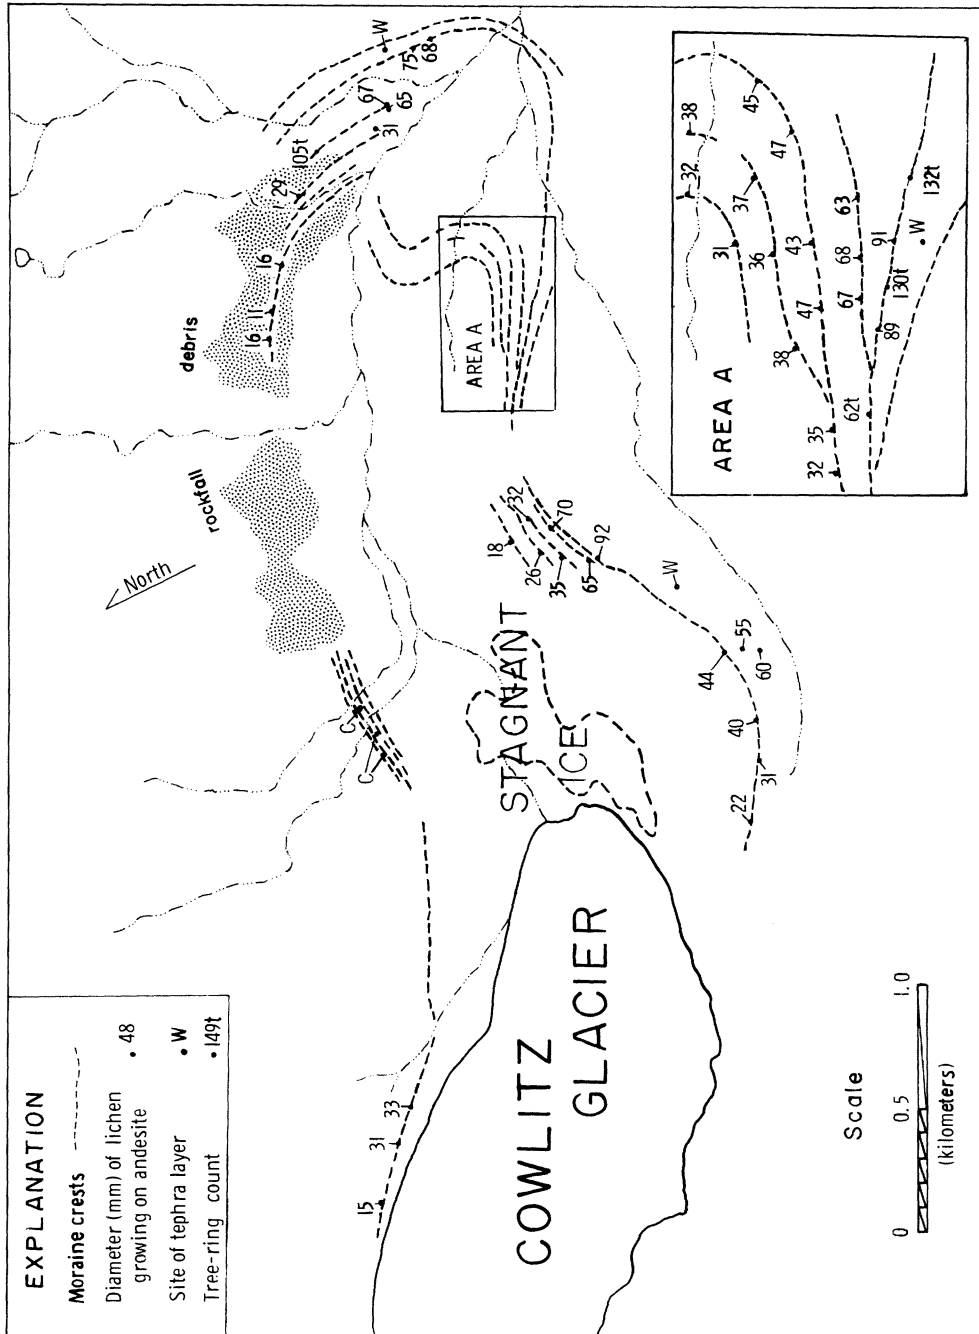 EXPLANATION
Moraine crests
Diameter (mm) of lichen
growing on andesite
• 48
Site of tephra layer
• W
Tree-ring count
• 149t
15
31
33
COWLITZ
GLACIER
Scale
0
0.5
1.0
(kilometers)
North
C
C
STAGNANT
ICE
22
31
40
44
55
60
W
92
65
35
26
18
32
70
rockfall
debris
16
11
16
29
105t
31
67
65
75
68
W
AREA A
AREA A
32
35
62t
38
47
43
47
45
36
37
31
32
38
67
68
63
89
130t
91
W
132t